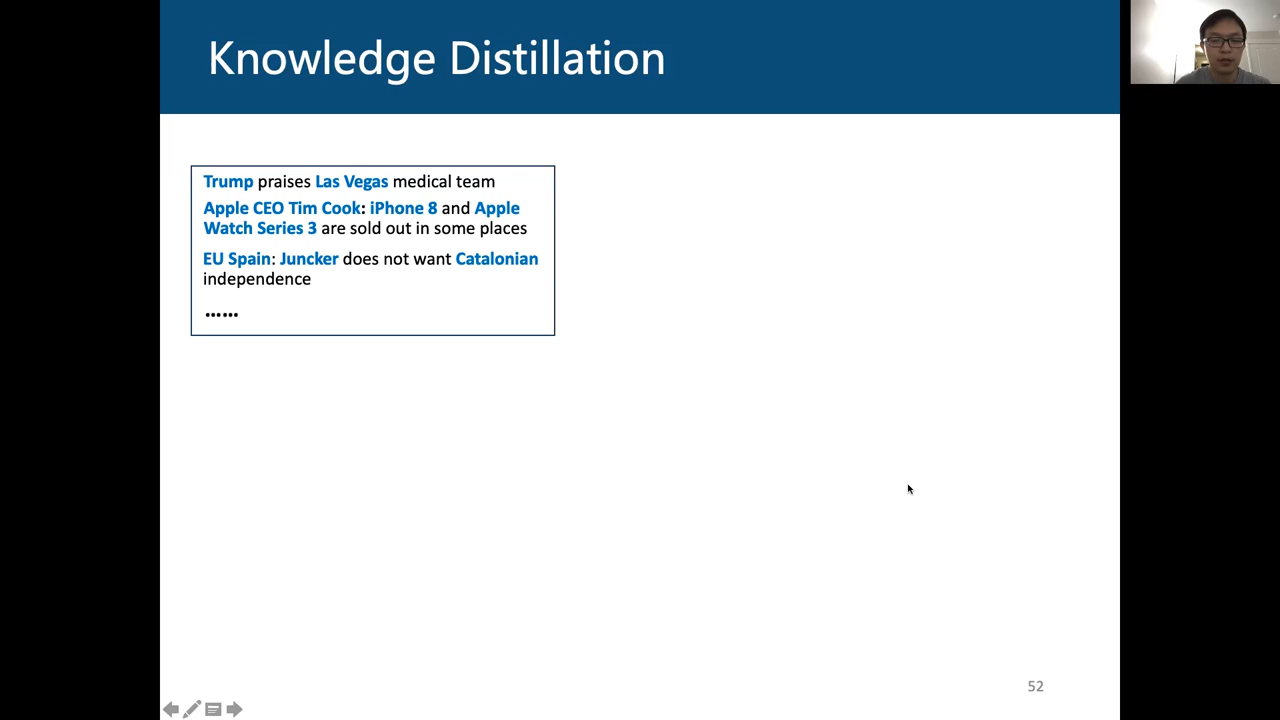 Knowledge Distillation
Trump praises Las Vegas medical team
Apple CEO Tim Cook: iPhone 8 and Apple
Watch Series 3 are sold out in some places
EU Spain: Juncker does not want Catalonian
independence
......
52